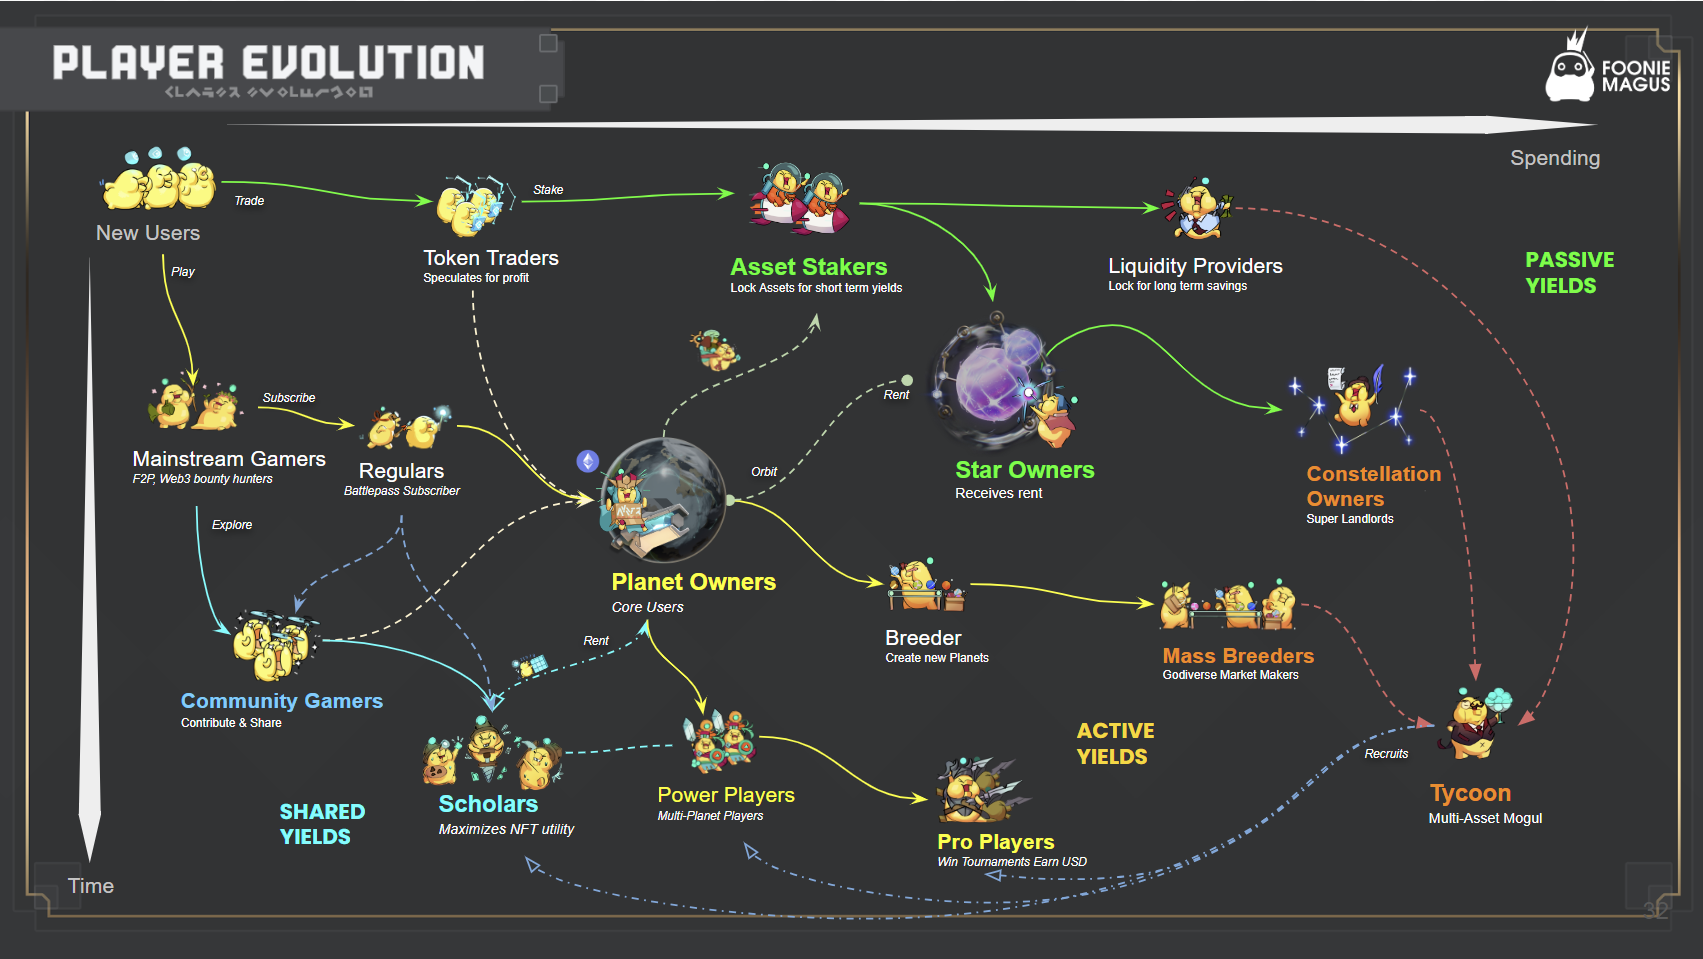 PLAYER EVOLUTION
FOONIE
MAGUS
Spending
New Users
Trade
Play
Token Traders
Speculates for profit
Stake
Asset Stakers
Lock Assets for short term yields
Liquidity Providers
Lock for long term savings
PASSIVE
YIELDS
Mainstream Gamers
F2P, Web3 bounty hunters
Subscribe
Regulars
Battlepass Subscriber
Explore
Rent
Orbit
Star Owners
Receives rent
Constellation
Owners
Super Landlords
Planet Owners
Core Users
Rent
Breeder
Create new Planets
Mass Breeders
Godiverse Market Makers
Community Gamers
Contribute & Share
ACTIVE
YIELDS
Recruits
SHARED
YIELDS
Scholars
Maximizes NFT utility
Power Players
Multi-Planet Players
Pro Players
Win Tournaments Earn USD
Tycoon
Multi-Asset Mogul
Time
32